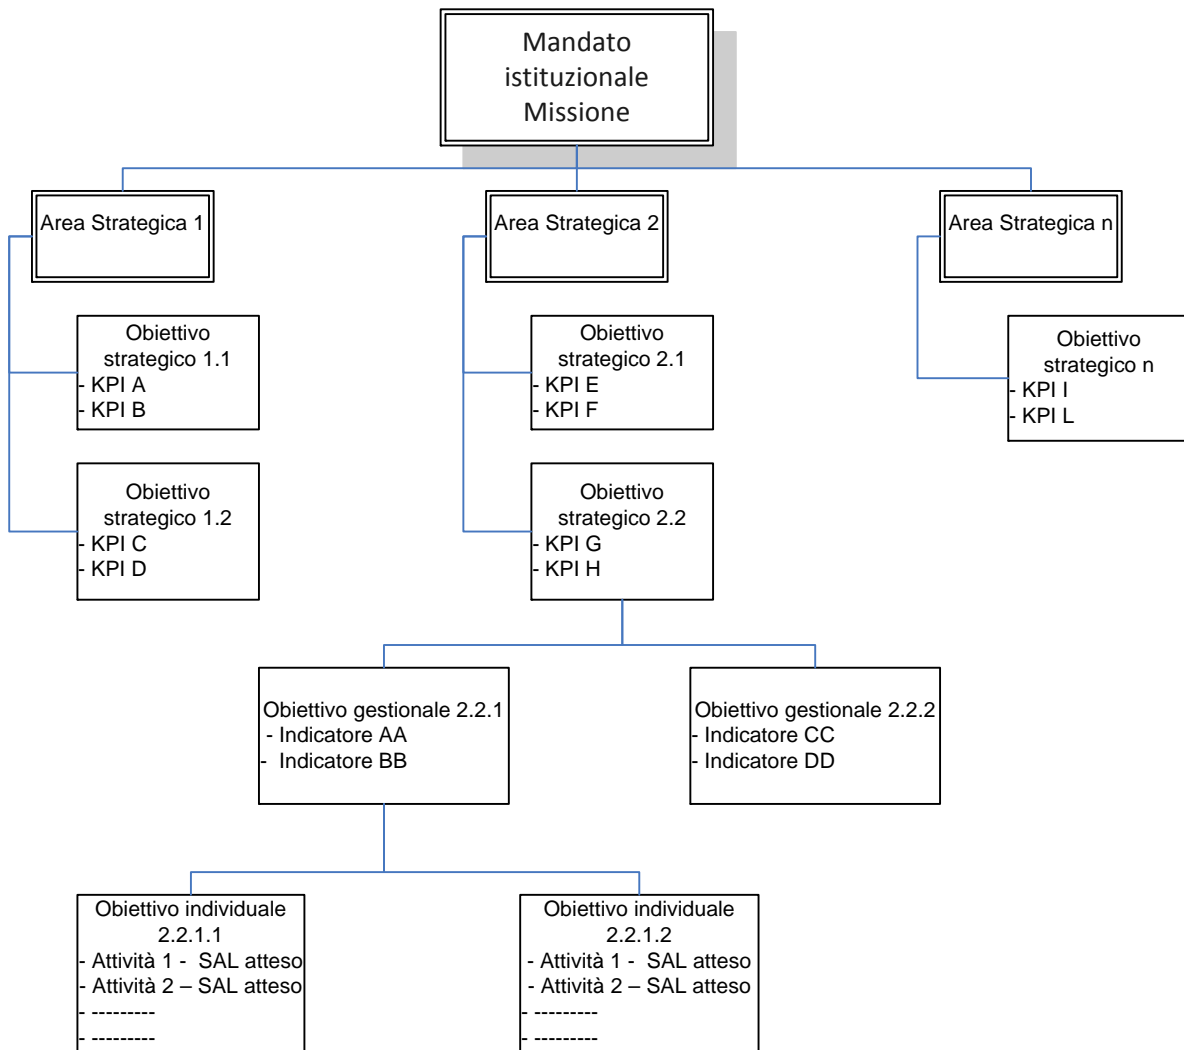 Mandato
istituzionale
Missione
Area Strategica 1
Area Strategica 2
Area Strategica n
Obiettivo
strategico 1.1
- KPI A
- KPI B
Obiettivo
strategico 2.1
- KPI E
- KPI F
Obiettivo
strategico n
- KPI I
- KPI L
Obiettivo
strategico 1.2
- KPI C
- KPI D
Obiettivo
strategico 2.2
- KPI G
- KPI H
Obiettivo gestionale 2.2.1
- Indicatore AA
- Indicatore BB
Obiettivo gestionale 2.2.2
- Indicatore CC
- Indicatore DD
Obiettivo individuale
2.2.1.1
- Attività 1 - SAL atteso
- Attività 2 – SAL atteso
- ---------
- ---------
Obiettivo individuale
2.2.1.2
- Attività 1 - SAL atteso
- Attività 2 – SAL atteso
- ---------
- ---------